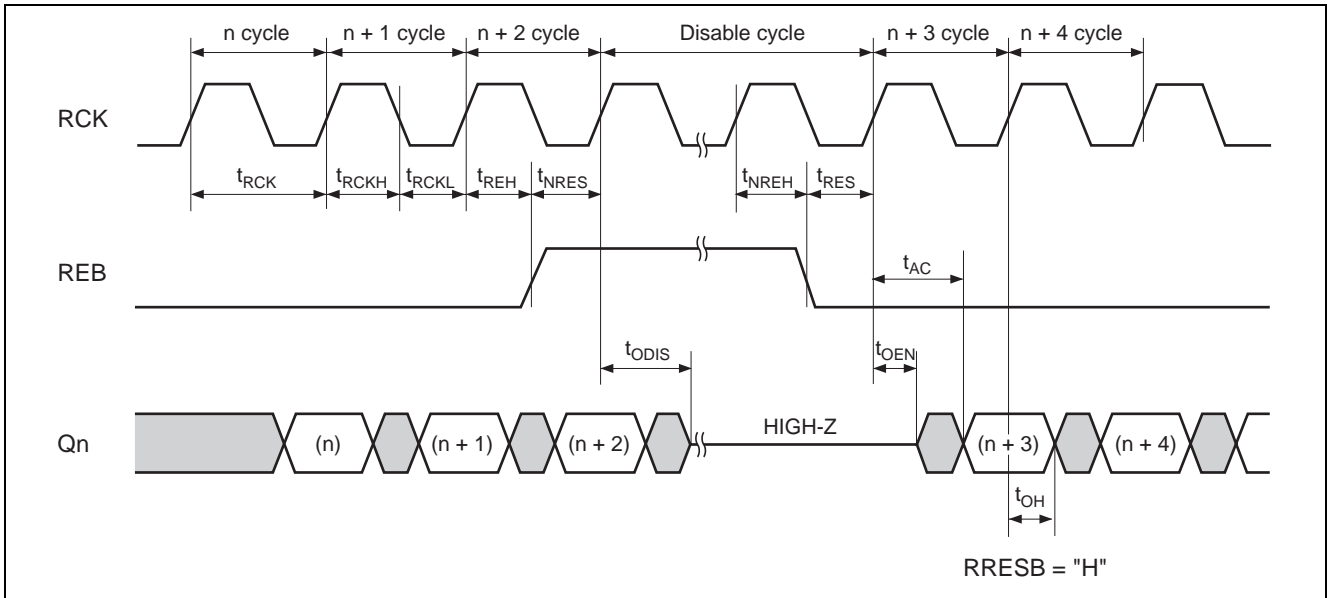 n cycle n + 1 cycle n + 2 cycle Disable cycle n + 3 cycle n + 4 cycle
RCK
tRCK tRCKH tRCKL tREH tNRES tNREH tRES
REB
tAC
tODIS tOEN
Qn (n) (n + 1) (n + 2) HIGH-Z (n + 3) (n + 4)
tOH
RRESB = "H"